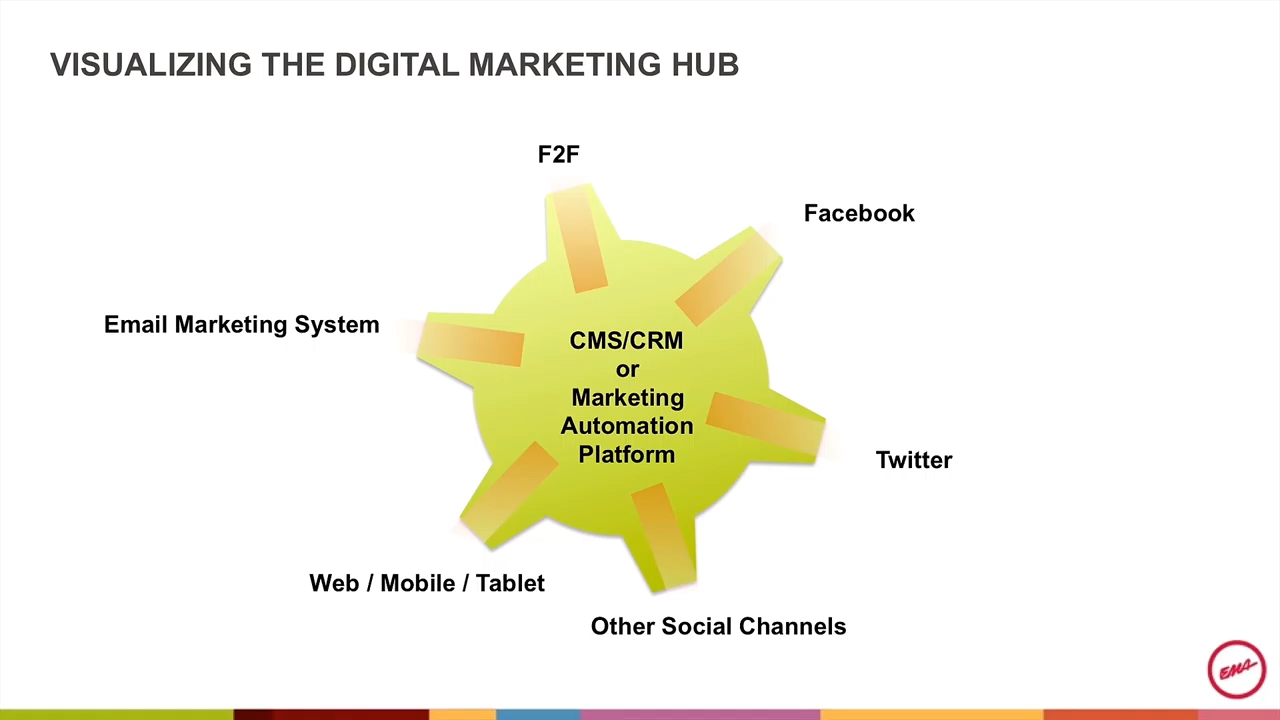 VISUALIZING THE DIGITAL MARKETING HUB
F2F
Facebook
Email Marketing System
CMS/CRM
or
Marketing
Automation
Platform
Twitter
Web / Mobile / Tablet
Other Social Channels
EMA